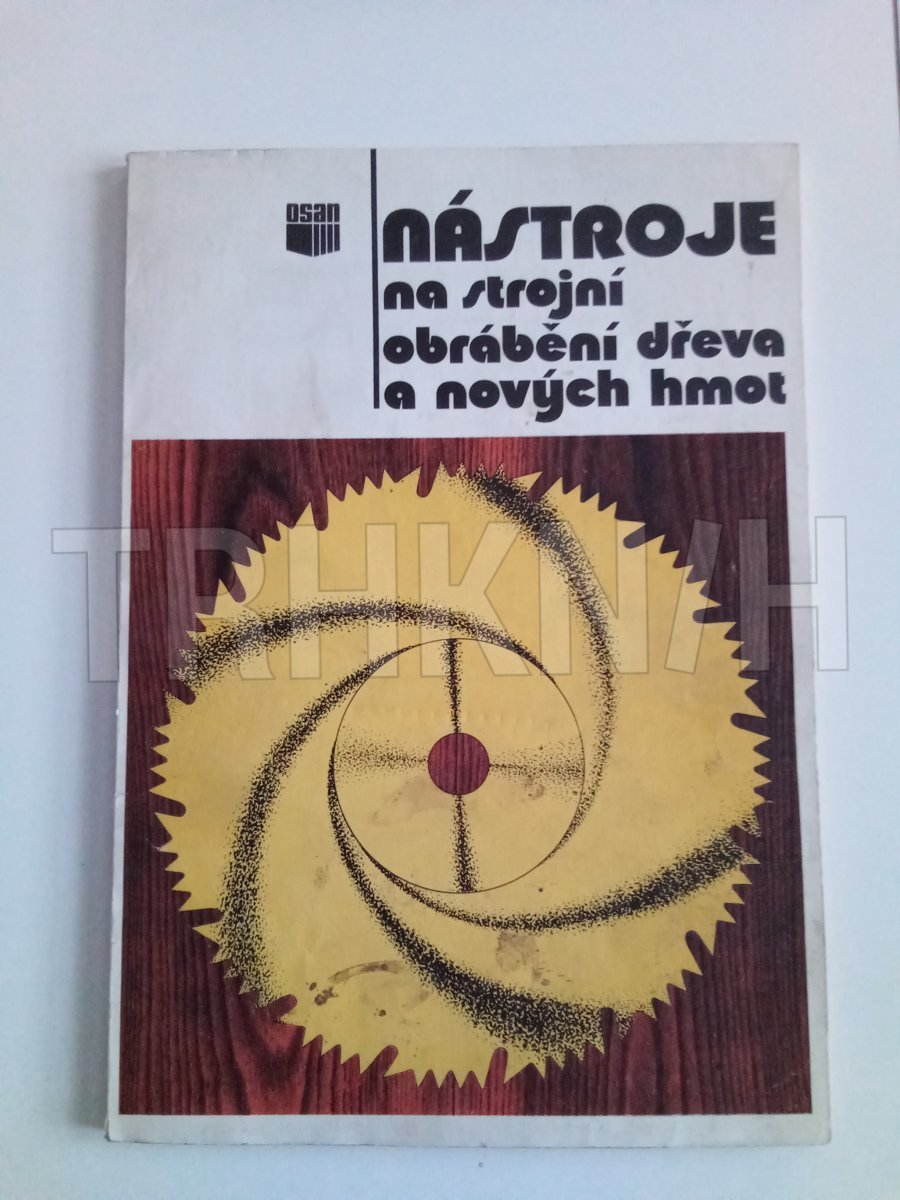 osan
NÁSTROJE
na strojní
obrábění dřeva
a nových hmot
TRHKNIH